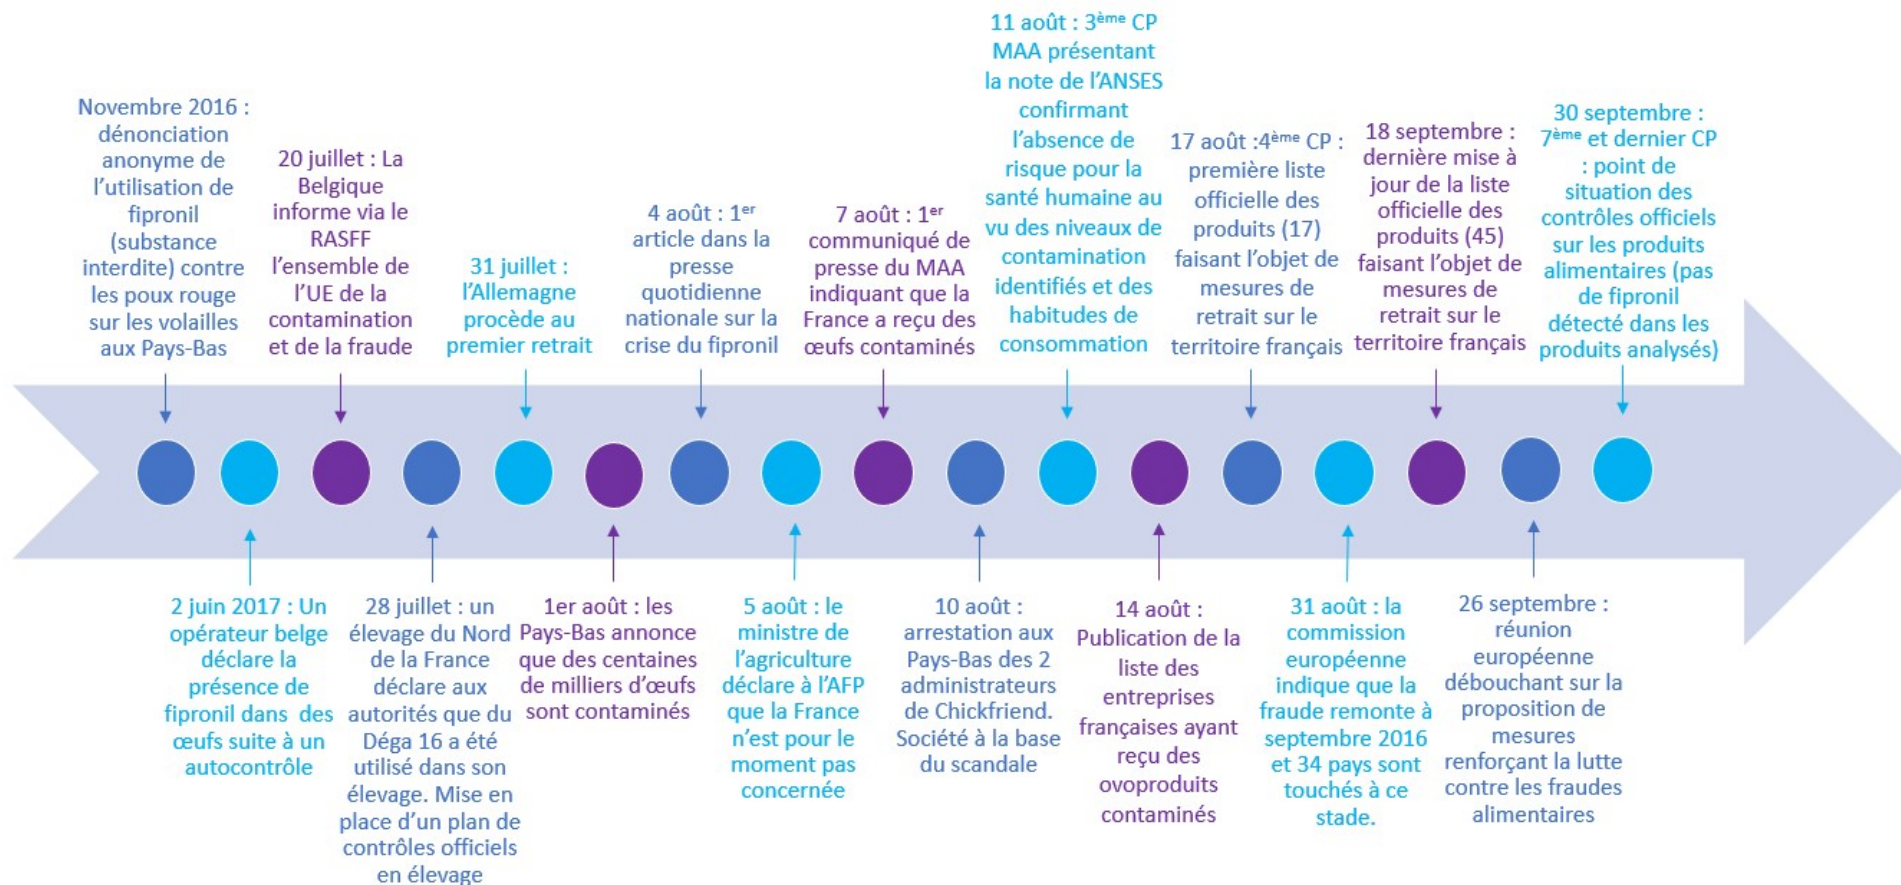 Novembre 2016 :
dénonciation
anonyme de
l'utilisation de
fipronil
(substance
interdite) contre
les poux rouge
sur les volailles
aux Pays-Bas
2 juin 2017 : Un
opérateur belge
déclare la
présence de
fipronil dans des
œufs suite à un
autocontrôle
20 juillet : La
Belgique
informe via le
RASFF
l'ensemble de
l'UE de la
contamination
et de la fraude
28 juillet : un
élevage du Nord
de la France
déclare aux
autorités que du
Déga 16 a été
utilisé dans son
élevage. Mise en
place d'un plan de
contrôles officiels
en élevage
31 juillet :
l'Allemagne
procède au
premier retrait
1er août : les
Pays-Bas annonce
que des centaines
de milliers d'œufs
sont contaminés
4 août : 1er
article dans la
presse
quotidienne
nationale sur la
crise du fipronil
5 août : le
ministre de
l'agriculture
déclare à l'AFP
que la France
n'est pour le
moment pas
concernée
7 août : 1er
communiqué de
presse du MAA
indiquant que la
France a reçu des
œufs contaminés
10 août :
arrestation aux
Pays-Bas des 2
administrateurs
de Chickfriend.
Société à la base
du scandale
11 août : 3ème CP
MAA présentant
la note de l'ANSES
confirmant
l'absence de
risque pour la
santé humaine au
vu des niveaux de
contamination
identifiés et des
habitudes de
consommation
14 août :
Publication de la
liste des
entreprises
françaises ayant
reçu des
ovoproduits
contaminés
17 août :4ème CP :
première liste
officielle des
produits (17)
faisant l'objet de
mesures de
retrait sur le
territoire français
31 août : la
commission
européenne
indique que la
fraude remonte à
septembre 2016
et 34 pays sont
touchés à ce
stade.
18 septembre :
dernière mise à
jour de la liste
officielle des
produits (45)
faisant l'objet de
mesures de
retrait sur le
territoire français
26 septembre :
réunion
européenne
débouchant sur la
proposition de
mesures
renforçant la lutte
contre les fraudes
alimentaires
30 septembre :
7ème et dernier CP
: point de
situation des
contrôles officiels
sur les produits
alimentaires (pas
de fipronil
détecté dans les
produits analysés)